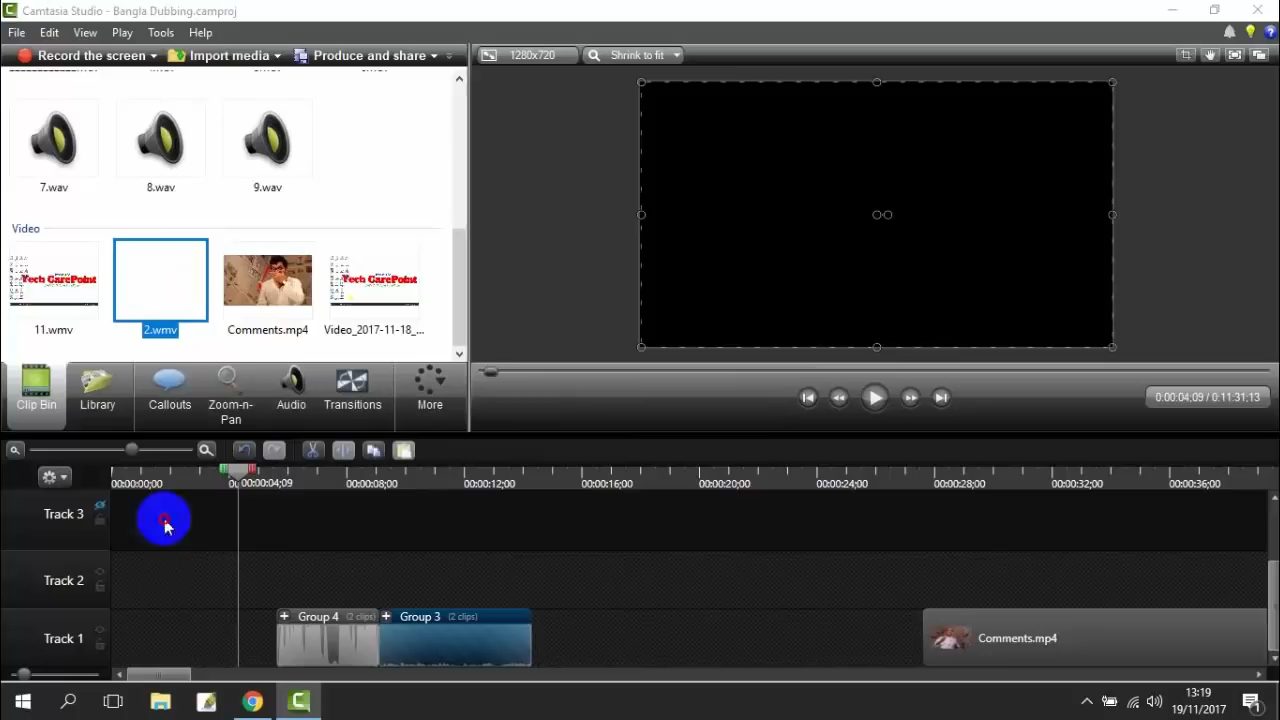 Camtasia Studio - Bangla Dubbing.camproj
File Edit View Play Tools Help
Record the screen Import media Produce and share 1280x720 Shrink to fit
7.wav 8.wav 9.wav
Video
Tech CarePoint Tech CarePoint
11.wmv 2.wmv Comments.mp4 Video_2017-11-18_...
Clip Bin Library Callouts Zoom-n-Pan Audio Transitions More
0:00:04;09 / 0:11:31;13
00:00:00;00 00:00:04;09 00:00:08;00 00:00:12;00 00:00:16;00 00:00:20;00 00:00:24;00 00:00:28;00 00:00:32;00 00:00:36;00
Track 3
Track 2
Group 4 (2 clips) Group 3 (2 clips)
Track 1 Comments.mp4
13:19
19/11/2017
1